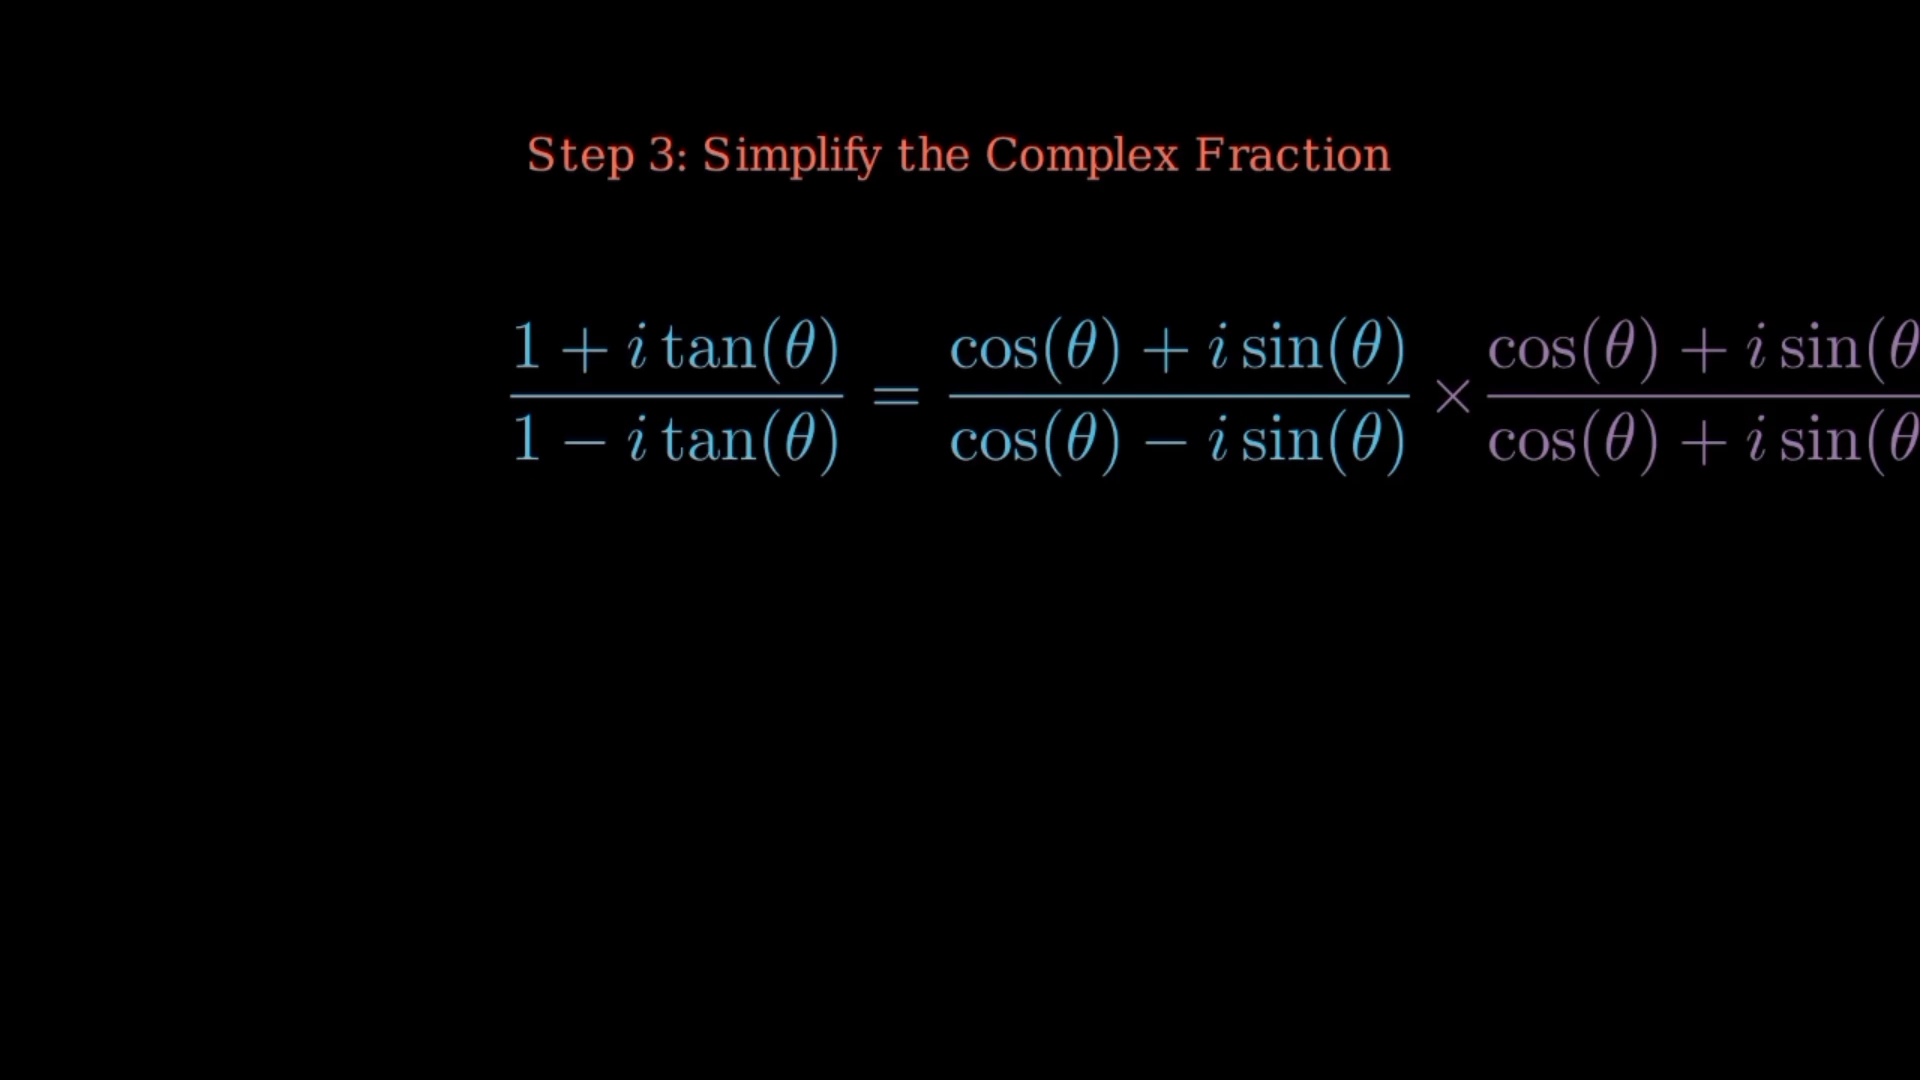 Step 3: Simplify the Complex Fraction
1 + i tan(θ) / 1 − i tan(θ) = cos(θ) + i sin(θ) / cos(θ) − i sin(θ) × cos(θ) + i sin(θ / cos(θ) + i sin(θ